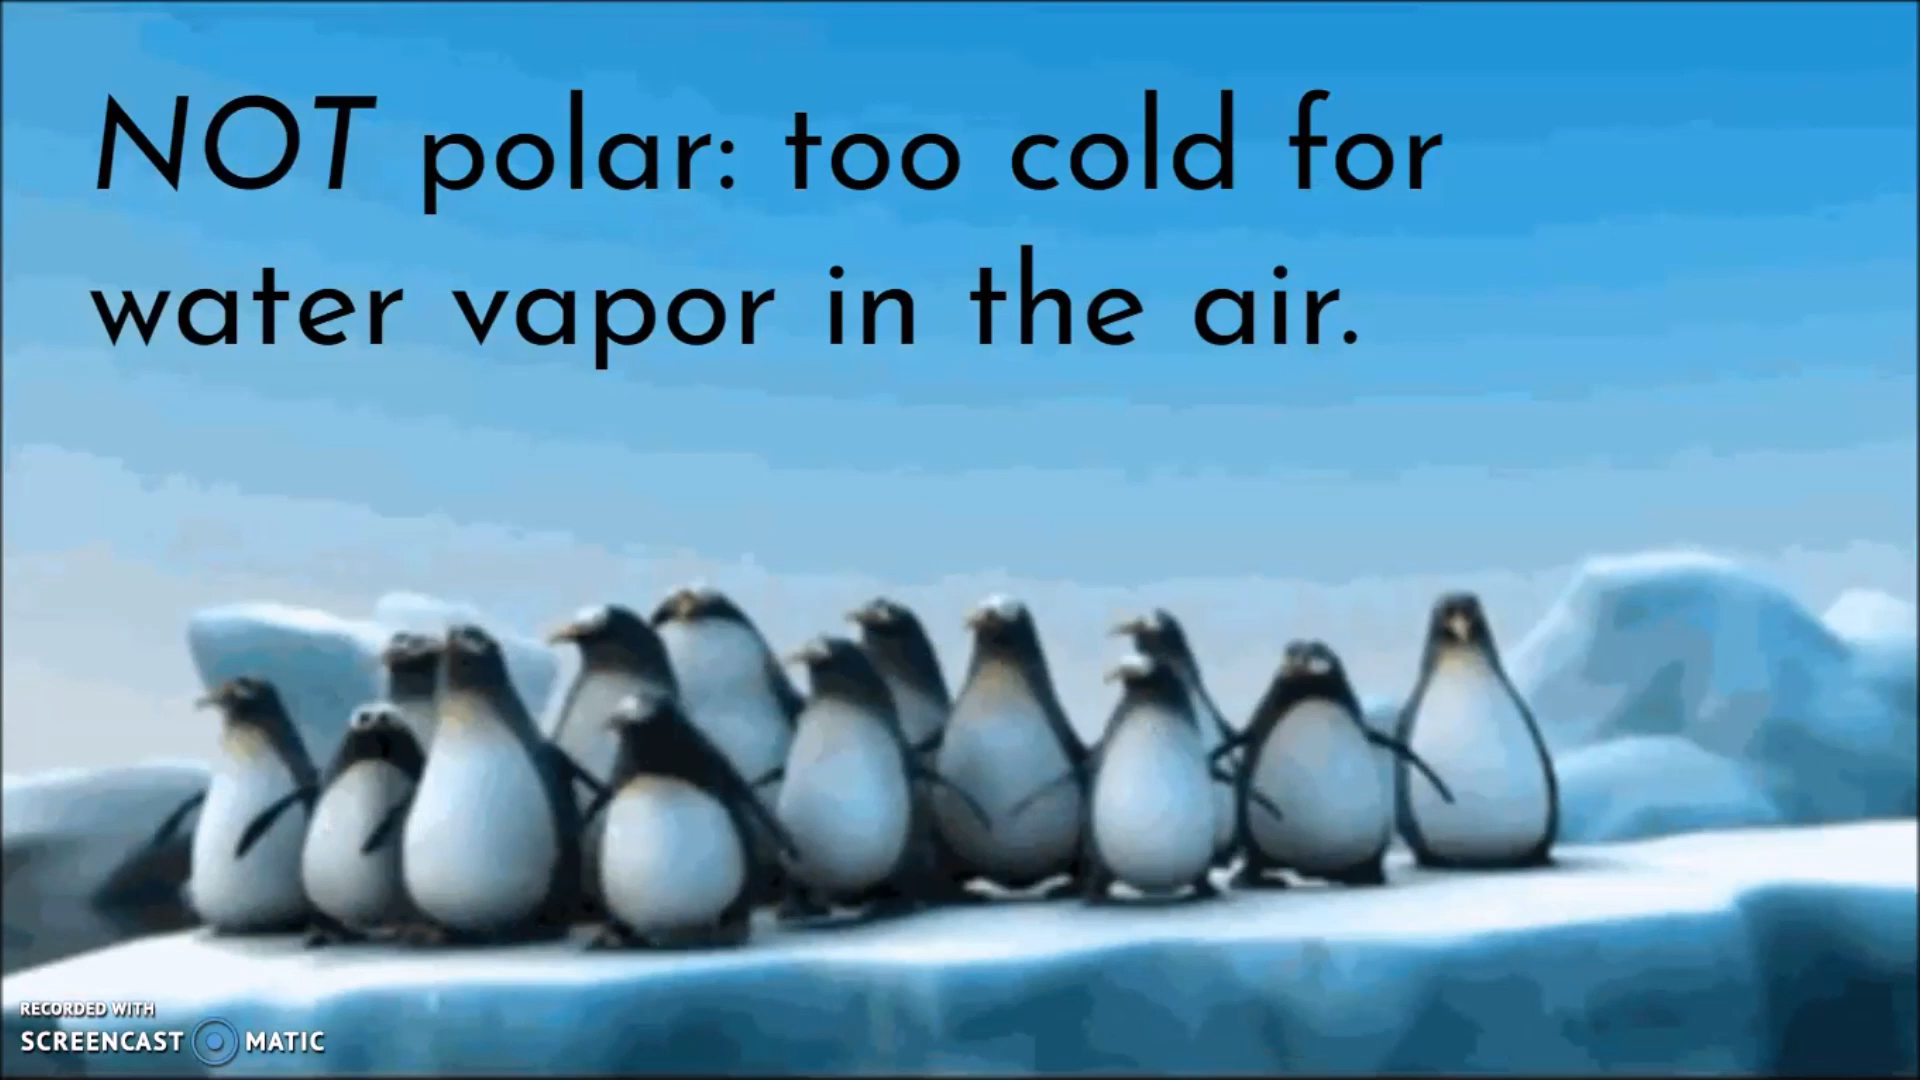 NOT polar: too cold for
water vapor in the air.
RECORDED WITH
SCREENCAST MATIC